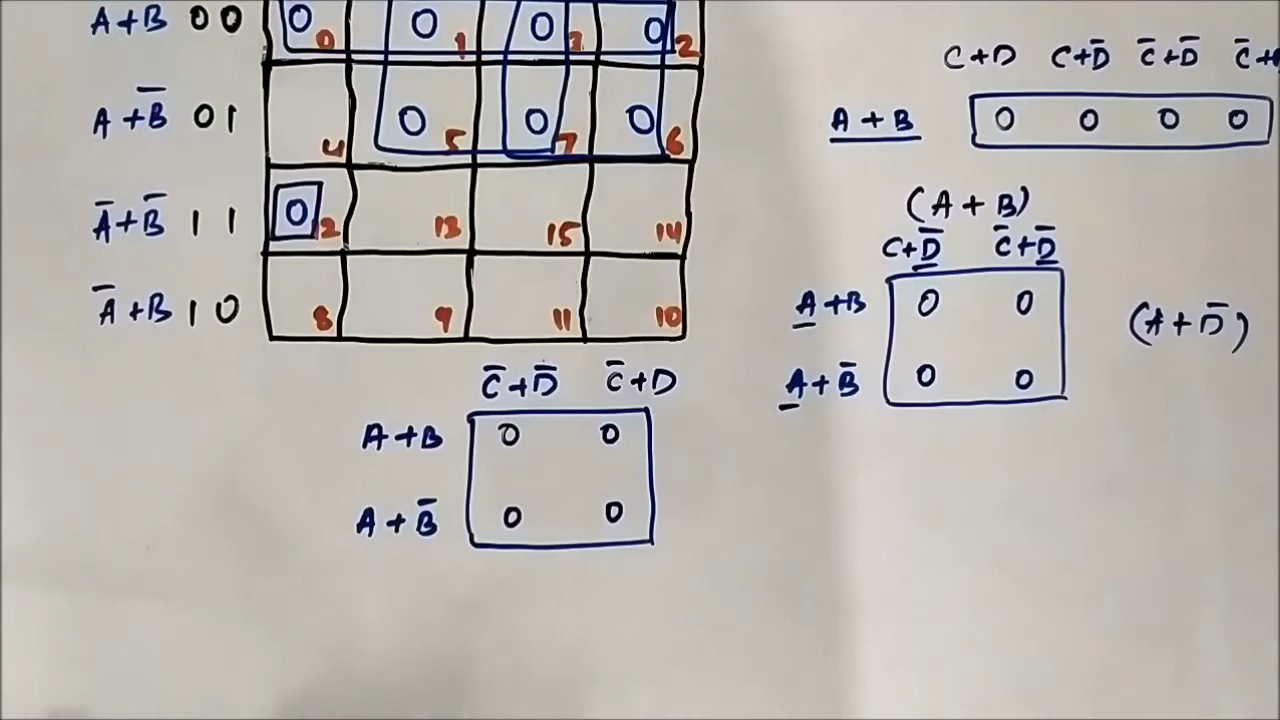 A+B 00 0 0 0 1 0 3 0 2
A+B̅ 01 4 0 5 0 7 0 6
A̅+B̅ 11 0 12 13 15 14
A̅+B 10 8 9 11 10
C̅+D̅ C̅+D
A+B 0 0
A+B̅ 0 0
C+D C+D̅ C̅+D̅ C̅+
A+B 0 0 0 0
(A+B)
C+D̅ C̅+D̅
A+B 0 0
A+B̅ 0 0
(A+D̅)